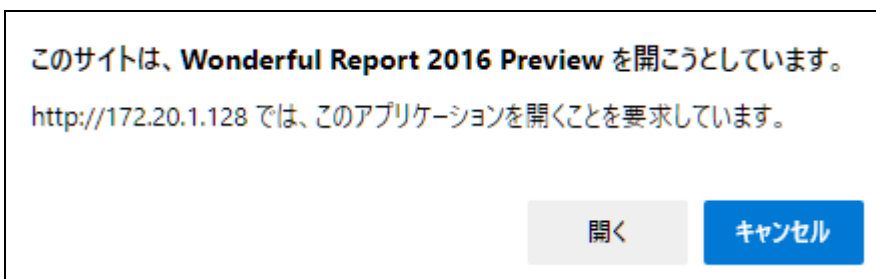 このサイトは、Wonderful Report 2016 Preview を開こうとしています。
http://172.20.1.128 では、このアプリケーションを開くことを要求しています。
開く
キャンセル